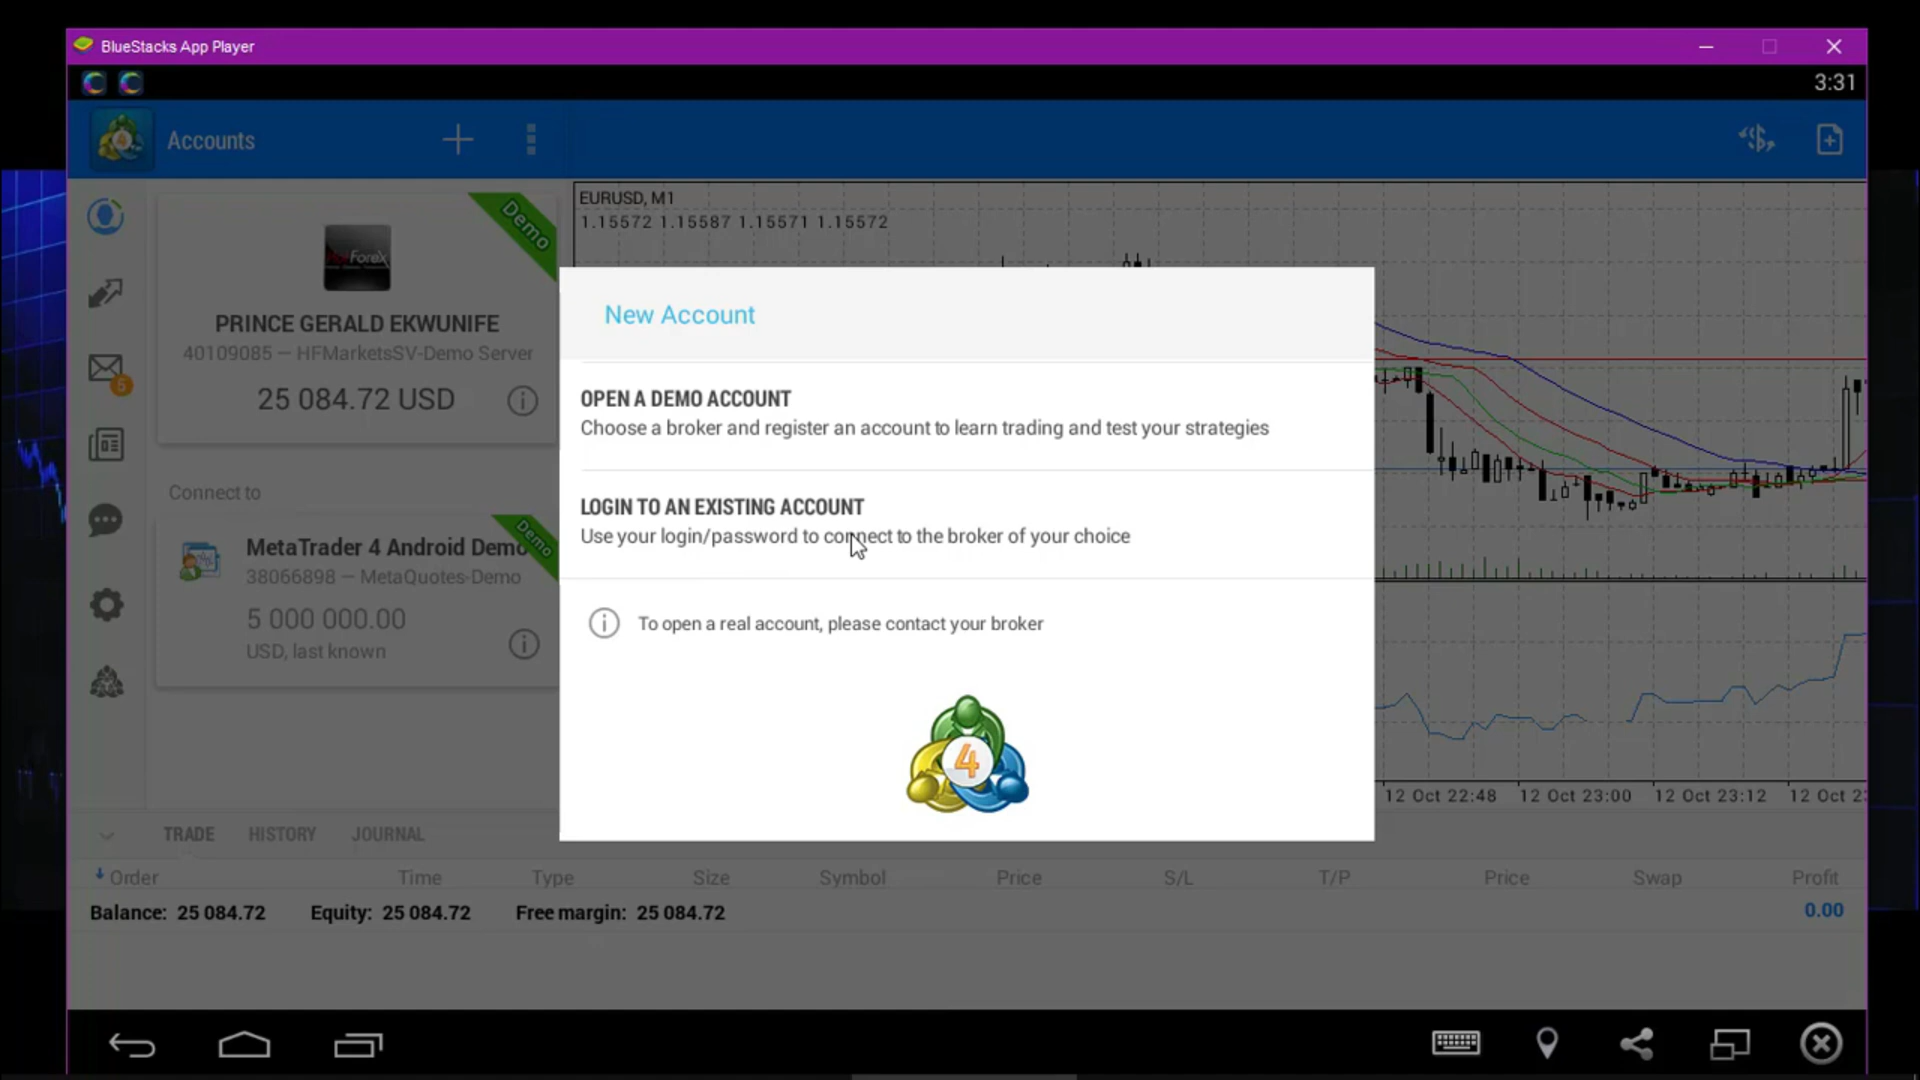 BlueStacks App Player
3:31
Accounts
EURUSD, M1
1.15572 1.15587 1.15571 1.15572
Demo
PRINCE GERALD EKWUNIFE
40109085 — HFMarketsSV-Demo Server
25 084.72 USD
5
Connect to
Demo
MetaTrader 4 Android Demo
38066898 — MetaQuotes-Demo
5 000 000.00
USD, last known
New Account
OPEN A DEMO ACCOUNT
Choose a broker and register an account to learn trading and test your strategies
LOGIN TO AN EXISTING ACCOUNT
Use your login/password to connect to the broker of your choice
To open a real account, please contact your broker
4
12 Oct 22:48 12 Oct 23:00 12 Oct 23:12 12 Oct
TRADE HISTORY JOURNAL
Order Time Type Size Symbol Price S/L T/P Price Swap Profit
Balance: 25 084.72 Equity: 25 084.72 Free margin: 25 084.72 0.00